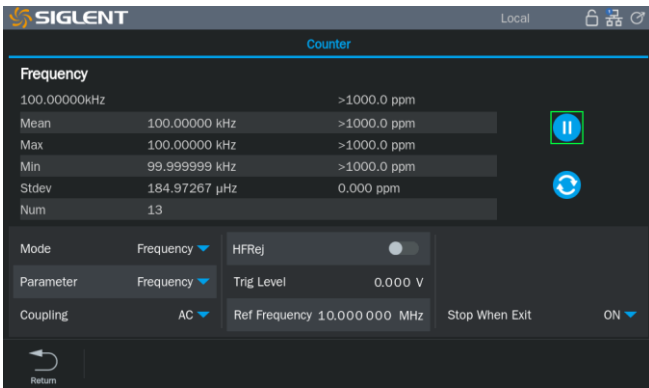 SIGLENT Local
Counter
Frequency
100.00000kHz >1000.0 ppm
Mean 100.00000 kHz >1000.0 ppm
Max 100.00000 kHz >1000.0 ppm
Min 99.999999 kHz >1000.0 ppm
Stdev 184.97267 μHz 0.000 ppm
Num 13
Mode Frequency HFRej
Parameter Frequency Trig Level 0.000 V
Coupling AC Ref Frequency 10.000 000 MHz Stop When Exit ON
Return